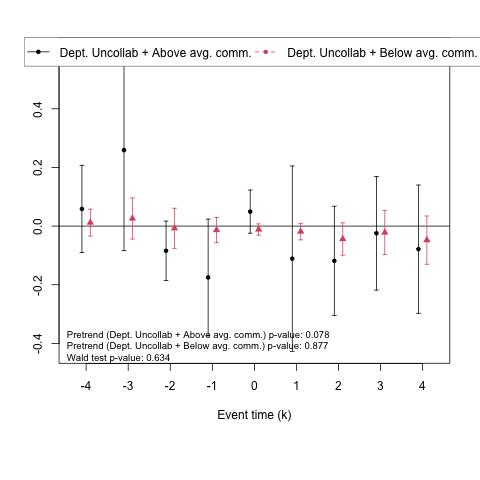 Dept. Uncollab + Above avg. comm. Dept. Uncollab + Below avg. comm.
0.4
0.2
0.0
-0.2
-0.4
Pretrend (Dept. Uncollab + Above avg. comm.) p-value: 0.078
Pretrend (Dept. Uncollab + Below avg. comm.) p-value: 0.877
Wald test p-value: 0.634
-4 -3 -2 -1 0 1 2 3 4
Event time (k)